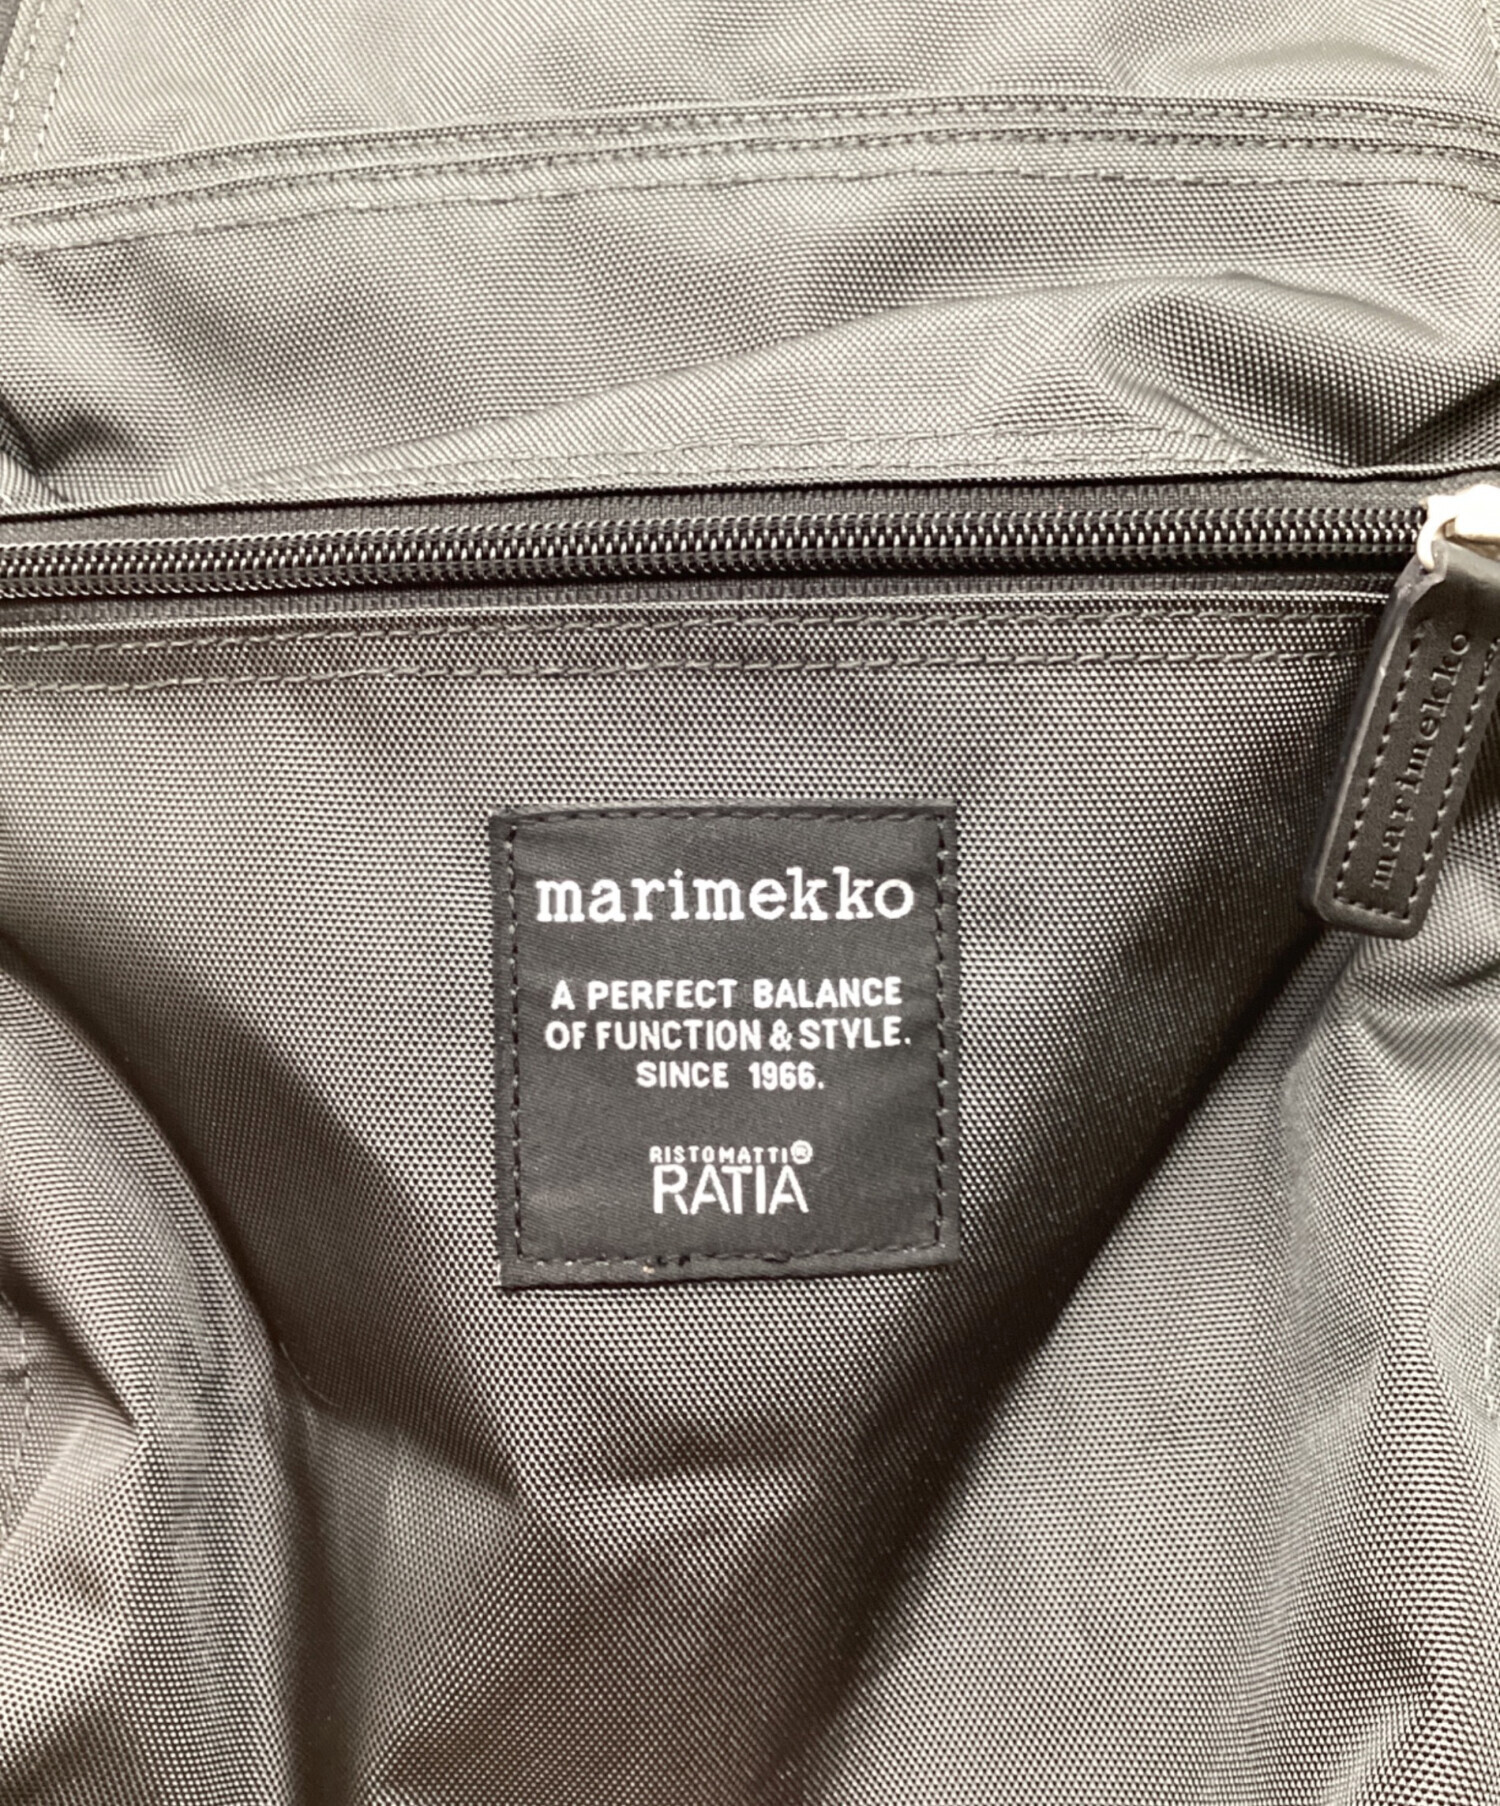 marimekko
marimekko
A PERFECT BALANCE
OF FUNCTION & STYLE.
SINCE 1966.
RISTOMATTI®
RATIA